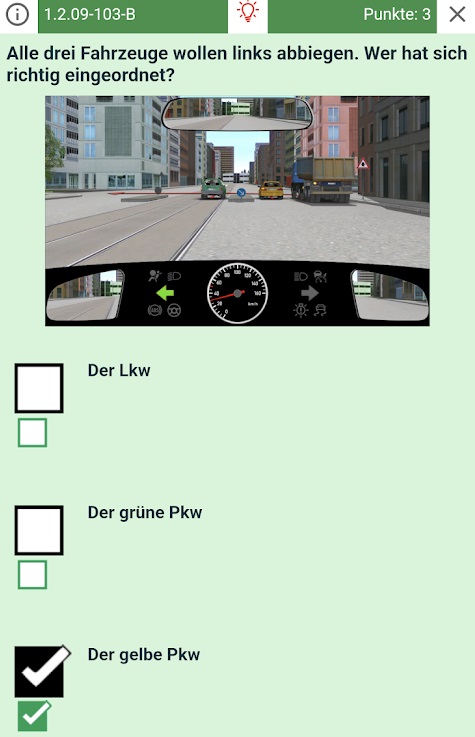 1.2.09-103-B
Punkte: 3
Alle drei Fahrzeuge wollen links abbiegen. Wer hat sich
richtig eingeordnet?
Der Lkw
Der grüne Pkw
Der gelbe Pkw